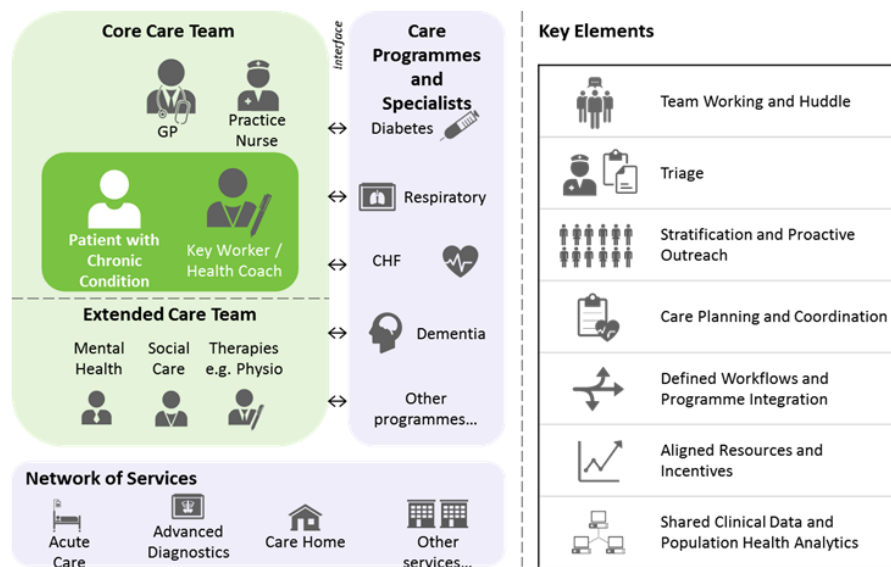 Core Care Team
GP
Practice
Nurse
Patient with
Chronic
Condition
Key Worker /
Health Coach
Extended Care Team
Mental
Health
Social
Care
Therapies
e.g. Physio
Interface
Care
Programmes
and
Specialists
Diabetes
Respiratory
CHF
Dementia
Other
programmes...
Network of Services
Acute
Care
Advanced
Diagnostics
Care Home
Other
services...
Key Elements
Team Working and Huddle
Triage
Stratification and Proactive
Outreach
Care Planning and Coordination
Defined Workflows and
Programme Integration
Aligned Resources and
Incentives
Shared Clinical Data and
Population Health Analytics